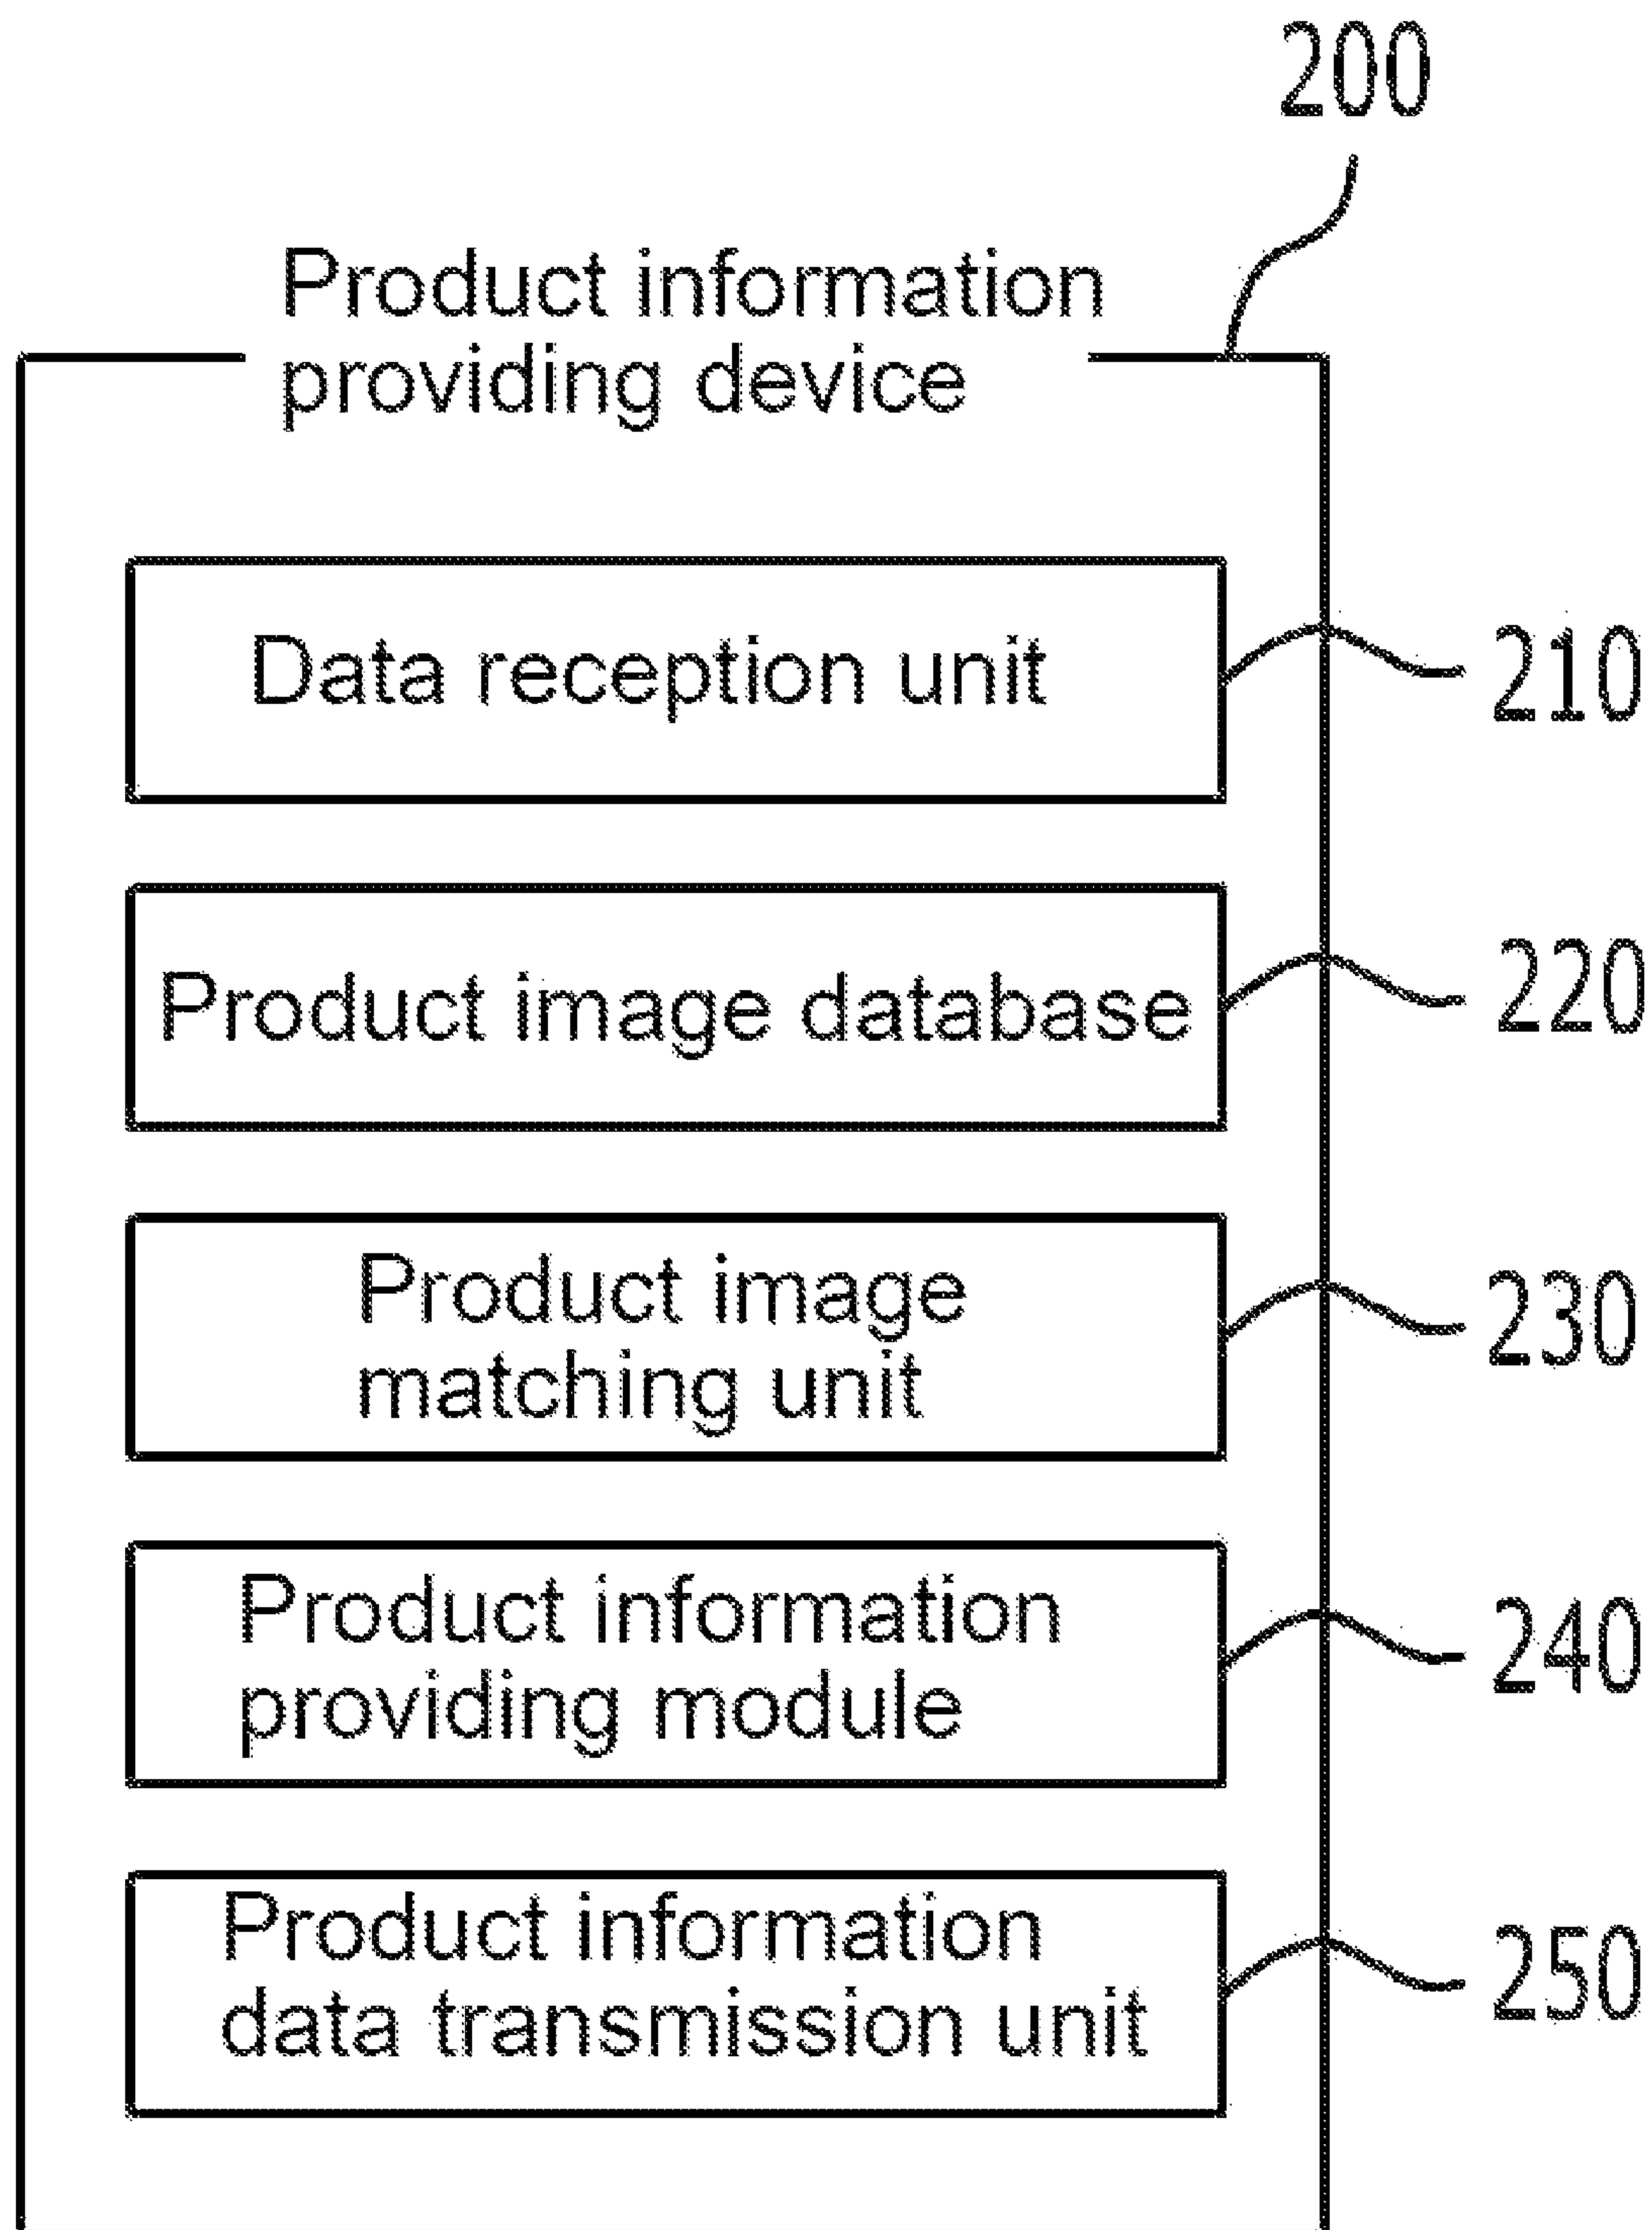 200
Product information
providing device
Data reception unit
210
Product image database
220
Product image
matching unit
230
Product information
providing module
240
Product information
data transmission unit
250